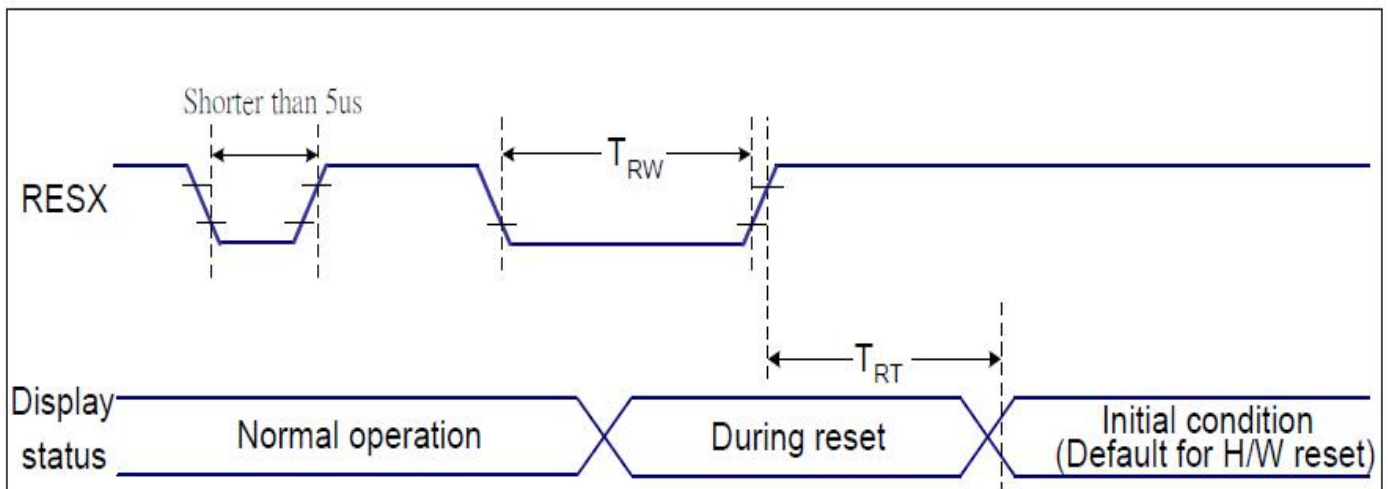 Shorter than 5us
RESX
TRW
TRT
Display
status
Normal operation
During reset
Initial condition
(Default for H/W reset)